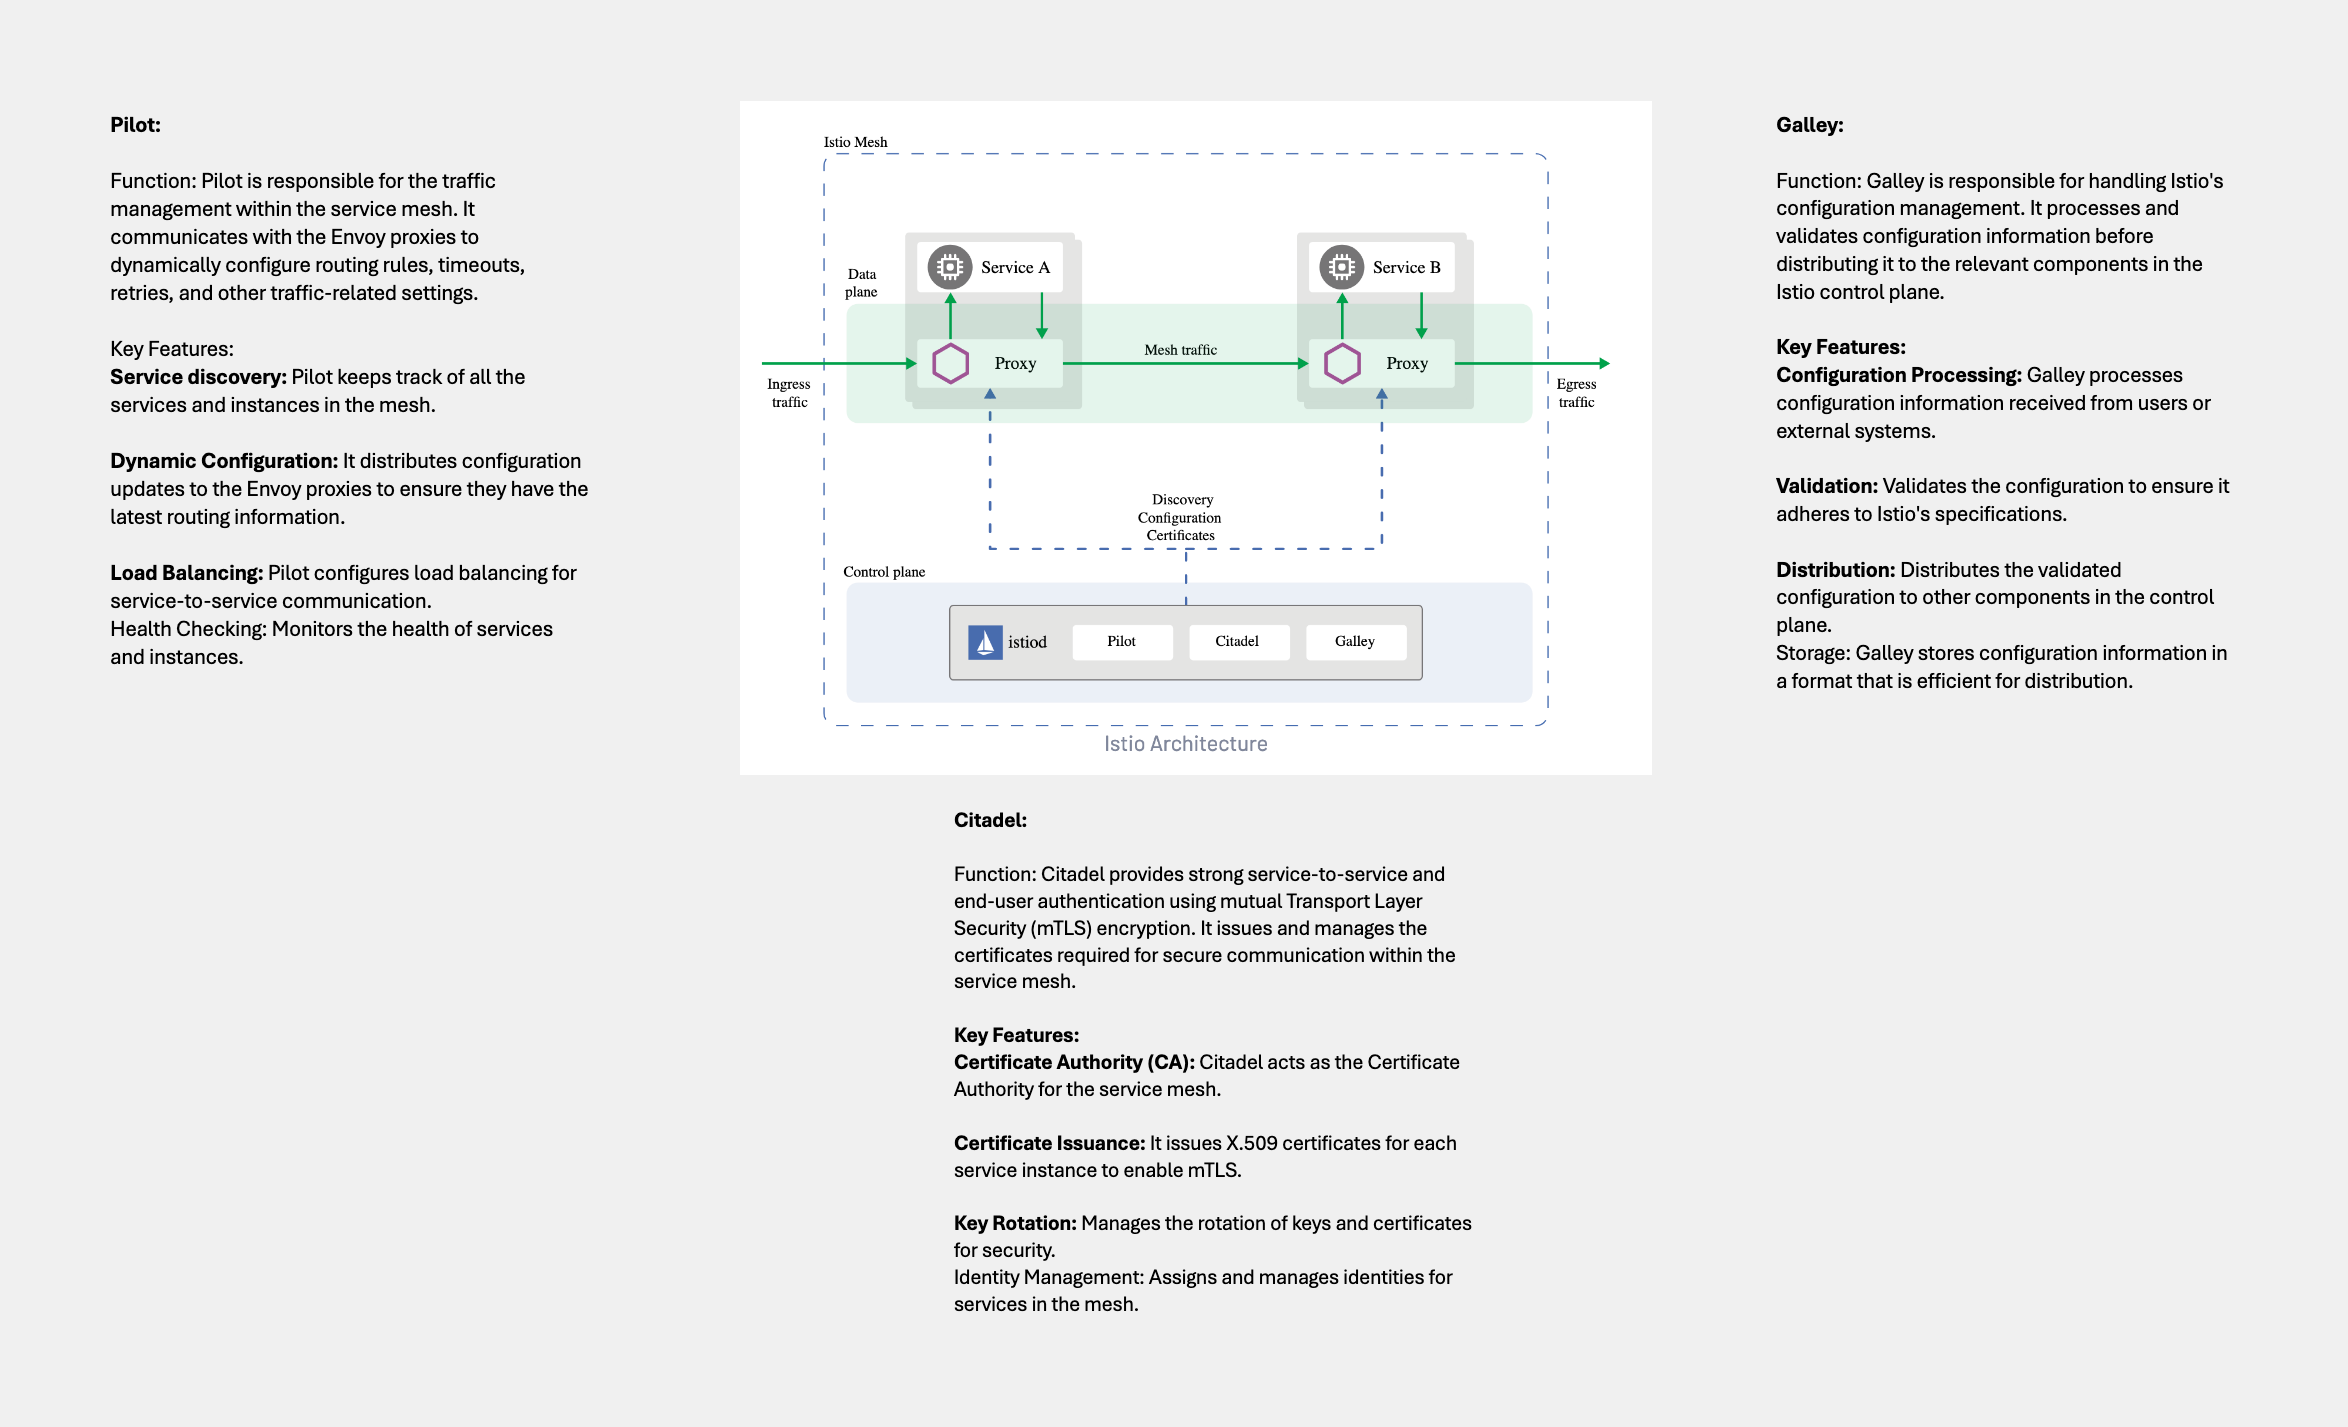 Pilot:
Function: Pilot is responsible for the traffic
management within the service mesh. It
communicates with the Envoy proxies to
dynamically configure routing rules, timeouts,
retries, and other traffic-related settings.
Key Features:
Service discovery: Pilot keeps track of all the
services and instances in the mesh.
Dynamic Configuration: It distributes configuration
updates to the Envoy proxies to ensure they have the
latest routing information.
Load Balancing: Pilot configures load balancing for
service-to-service communication.
Health Checking: Monitors the health of services
and instances.
Istio Mesh
Service A
Service B
Data
plane
Proxy
Mesh traffic
Proxy
Ingress
traffic
Egress
traffic
Discovery
Configuration
Certificates
Control plane
istiod
Pilot
Citadel
Galley
Istio Architecture
Galley:
Function: Galley is responsible for handling Istio's
configuration management. It processes and
validates configuration information before
distributing it to the relevant components in the
Istio control plane.
Key Features:
Configuration Processing: Galley processes
configuration information received from users or
external systems.
Validation: Validates the configuration to ensure it
adheres to Istio's specifications.
Distribution: Distributes the validated
configuration to other components in the control
plane.
Storage: Galley stores configuration information in
a format that is efficient for distribution.
Citadel:
Function: Citadel provides strong service-to-service and
end-user authentication using mutual Transport Layer
Security (mTLS) encryption. It issues and manages the
certificates required for secure communication within the
service mesh.
Key Features:
Certificate Authority (CA): Citadel acts as the Certificate
Authority for the service mesh.
Certificate Issuance: It issues X.509 certificates for each
service instance to enable mTLS.
Key Rotation: Manages the rotation of keys and certificates
for security.
Identity Management: Assigns and manages identities for
services in the mesh.